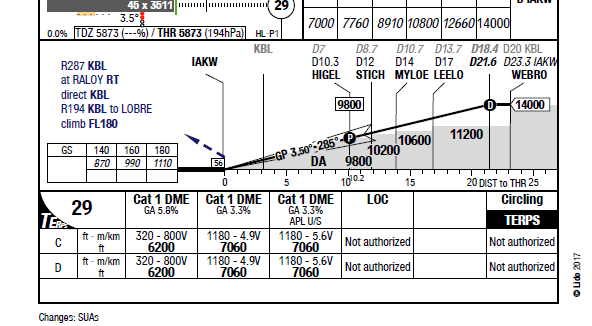 45 x 3511
29
3.5°
0.0% TDZ 5873 (---%) / THR 5873 (194hPa) HL-P1
7000 7760 8910 10800 12660 14000
D IAKW
R287 KBL
at RALOY RT
direct KBL
R194 KBL to LOBRE
climb FL180
IAKW
KBL
D7 D8.7 D10.7 D13.7 D18.4 D20 KBL
D10.3 D12 D14 D17 D21.6 D23.3 IAKW
HIGEL STICH MYLOE LEELO WEBRO
9800
D
14000
GP 3.50°-285°
P
DA 9800 10200 10600 11200
56
GS 140 160 180
870 990 1110
0 5 10 10.2 15 20 DIST to THR 25
TERPS 29 Cat 1 DME Cat 1 DME Cat 1 DME LOC Circling
GA 5.8% GA 3.3% GA 3.3%
APL U/S TERPS
C ft - m/km 320 - 800V 1180 - 4.9V 1180 - 5.6V Not authorized Not authorized
ft 6200 7060 7060
D ft - m/km 320 - 800V 1180 - 4.9V 1180 - 5.6V Not authorized Not authorized
ft 6200 7060 7060
© Lido 2017
Changes: SUAs